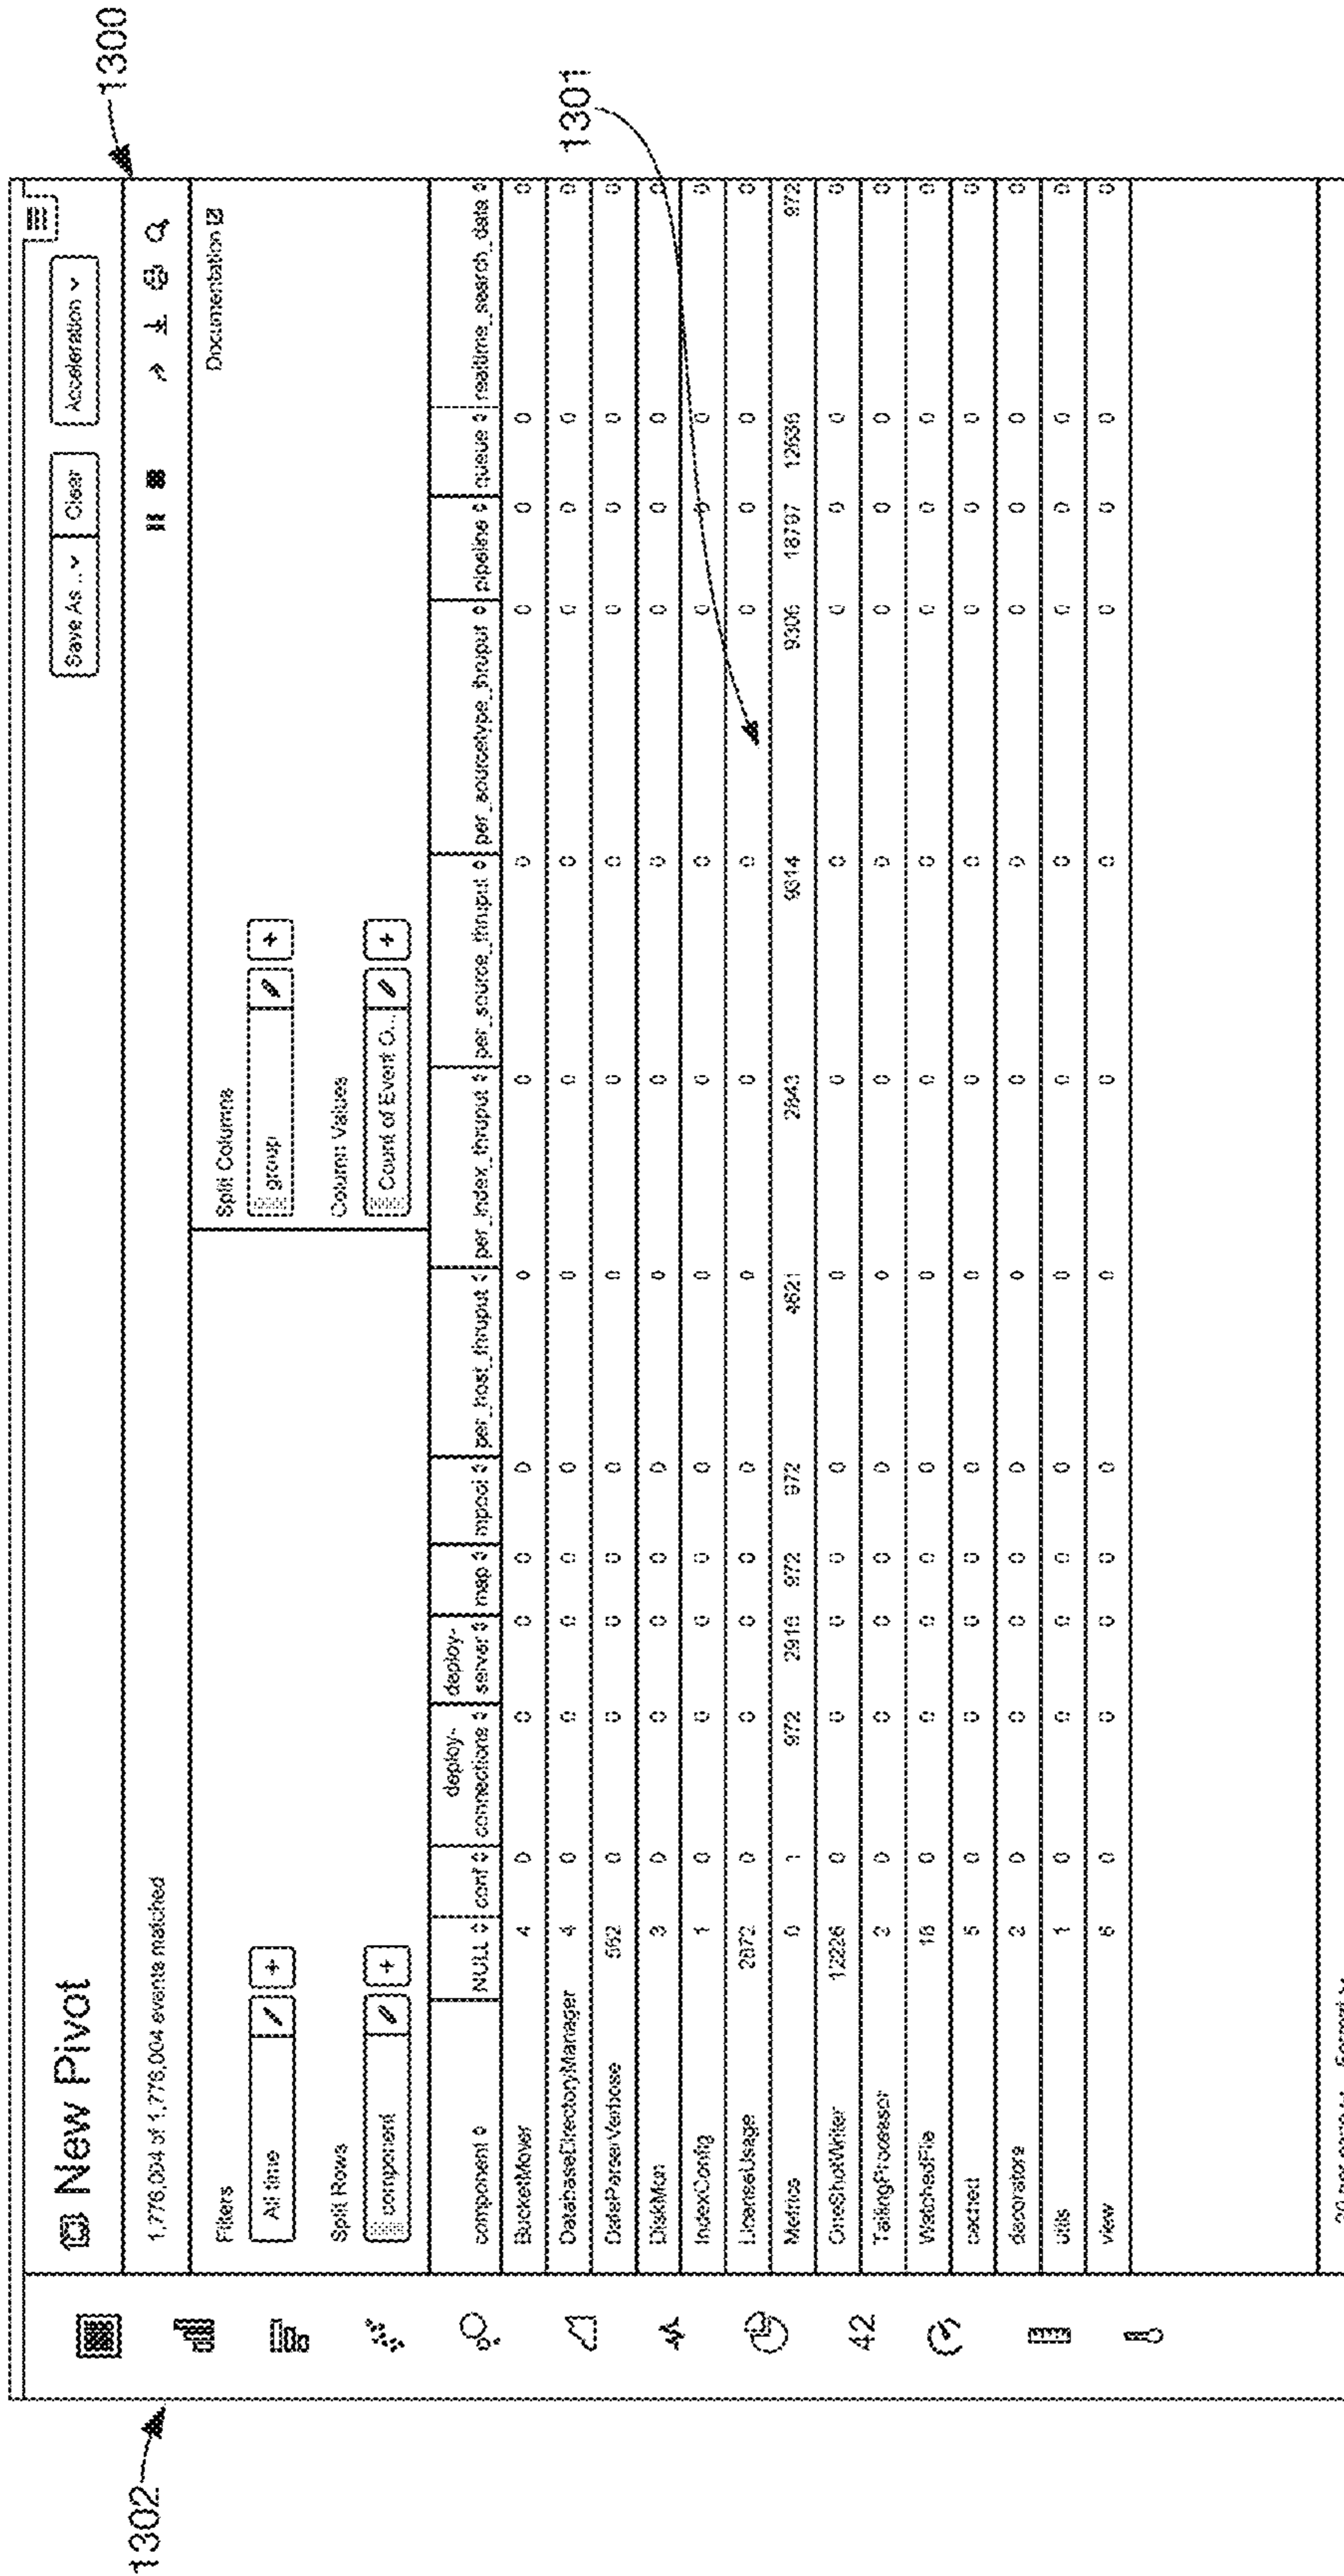 1300
New Pivot
Save As .. Clear Acceleration
1,776,004 of 1,776,004 events matched
Filters
Split Columns
Documentation
All time
+
group
+
Split Rows
Column Values
component
+
Count of Event O...
+
component NULL conf deploy-connections deploy-server map mpool per_host_thruput per_index_thruput per_source_thruput per_sourcetype_thruput pipeline queue realtime_search_data
BucketMover 4 0 0 0 0 0 0 0 0 0 0 0 0
DatabaseDirectoryManager 4 0 0 0 0 0 0 0 0 0 0 0 0
DateParserVerbose 562 0 0 0 0 0 0 0 0 0 0 0 0
DiskMon 3 0 0 0 0 0 0 0 0 0 0 0 0
IndexConfig 1 0 0 0 0 0 0 0 0 0 0 0 0
LicenseUsage 2872 0 0 0 0 0 0 0 0 0 0 0 0
Metrics 0 1 972 2916 972 972 4621 9314 9306 18797 12636 972
OneShotWriter 12226 0 0 0 0 0 0 0 0 0 0 0 0
TailingProcessor 0 0 0 0 0 0 0 0 0 0 0 0
WatchedFile 0 0 0 0 0 0 0 0 0 0 0 0
cached 5 0 0 0 0 0 0 0 0 0 0 0 0
decorators 2 0 0 0 0 0 0 0 0 0 0 0 0
utils 1 0 0 0 0 0 0 0 0 0 0 0 0
view 6 0 0 0 0 0 0 0 0 0 0 0 0
42
1301
1302